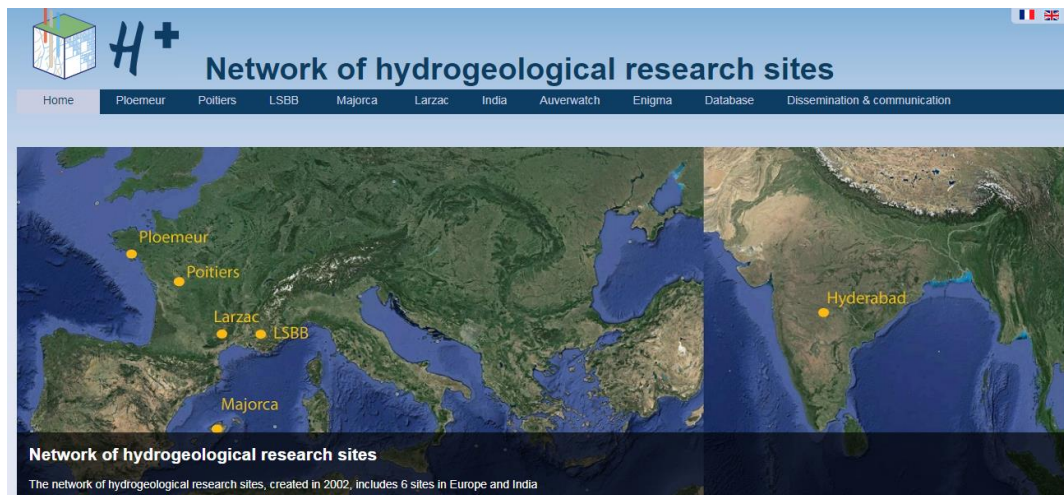 H+
Network of hydrogeological research sites
Home Ploemeur Poitiers LSBB Majorca Larzac India Auverwatch Enigma Database Dissemination & communication
Ploemeur
Poitiers
Hyderabad
Larzac
LSBB
Majorca
Network of hydrogeological research sites
The network of hydrogeological research sites, created in 2002, includes 6 sites in Europe and India